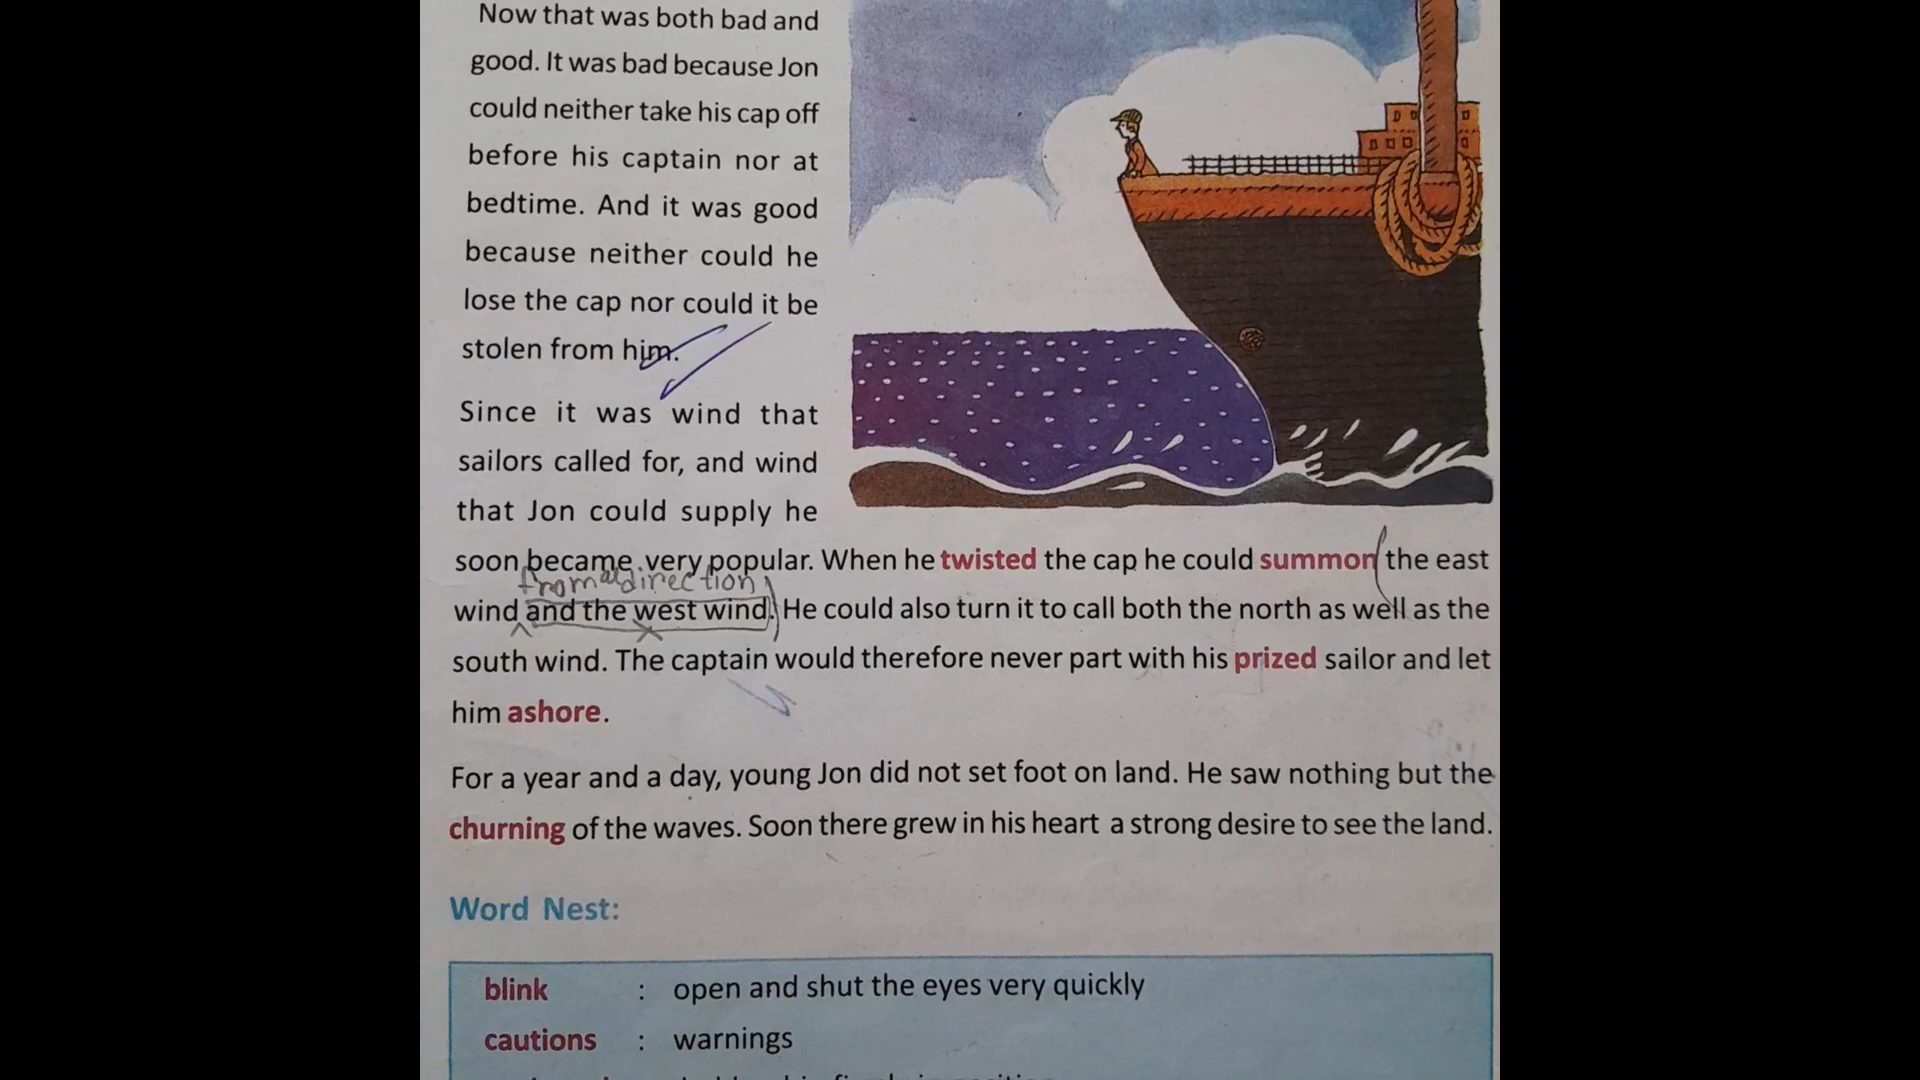 Now that was both bad and
good. It was bad because Jon
could neither take his cap off
before his captain nor at
bedtime. And it was good
because neither could he
lose the cap nor could it be
stolen from him.
Since it was wind that
sailors called for, and wind
that Jon could supply he
soon became very popular. When he twisted the cap he could summon the east
from al direction
wind and the west wind. He could also turn it to call both the north as well as the
south wind. The captain would therefore never part with his prized sailor and let
him ashore.
For a year and a day, young Jon did not set foot on land. He saw nothing but the
churning of the waves. Soon there grew in his heart a strong desire to see the land.
Word Nest:
blink : open and shut the eyes very quickly
cautions : warnings